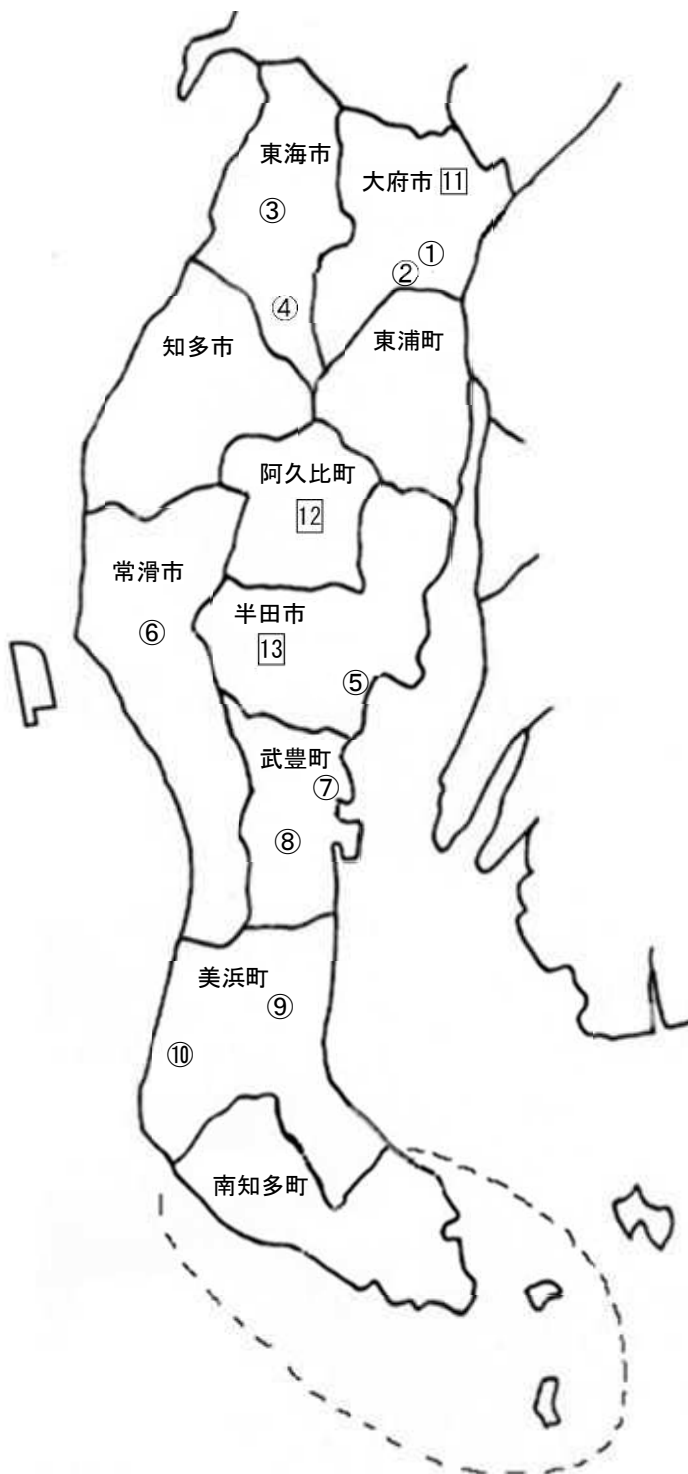 東海市
大府市 11
③
①
②
④
東浦町
知多市
阿久比町
12
常滑市
半田市
⑥
13
⑤
武豊町
⑦
⑧
美浜町
⑨
⑩
南知多町